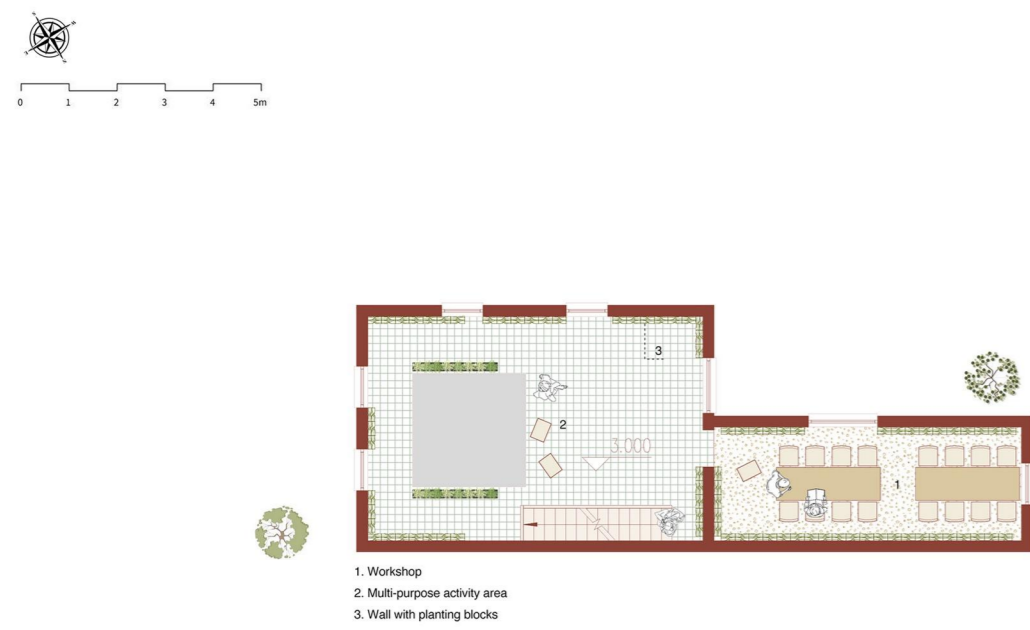 0 1 2 3 4 5m
3
2
3.000
1
1. Workshop
2. Multi-purpose activity area
3. Wall with planting blocks